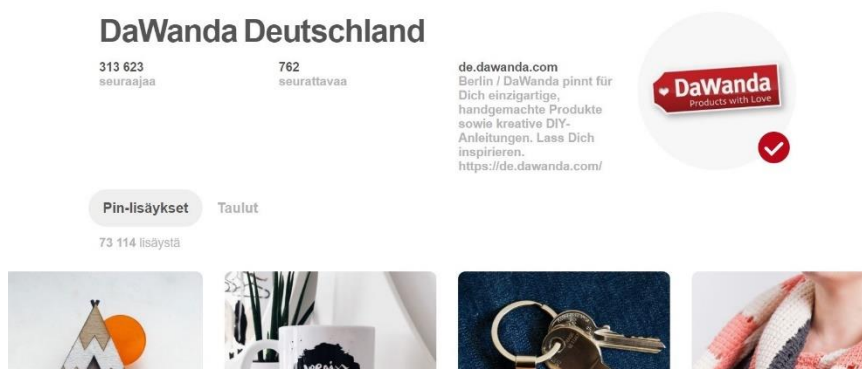 DaWanda Deutschland
313 623
seuraajaa
762
seurattavaa
de.dawanda.com
Berlin / DaWanda pinnt für
Dich einzigartige,
handgemachte Produkte
sowie kreative DIY-
Anleitungen. Lass Dich
inspirieren.
https://de.dawanda.com/
DaWanda
Products with Love
Pin-lisäykset
Taulut
73 114 lisäystä